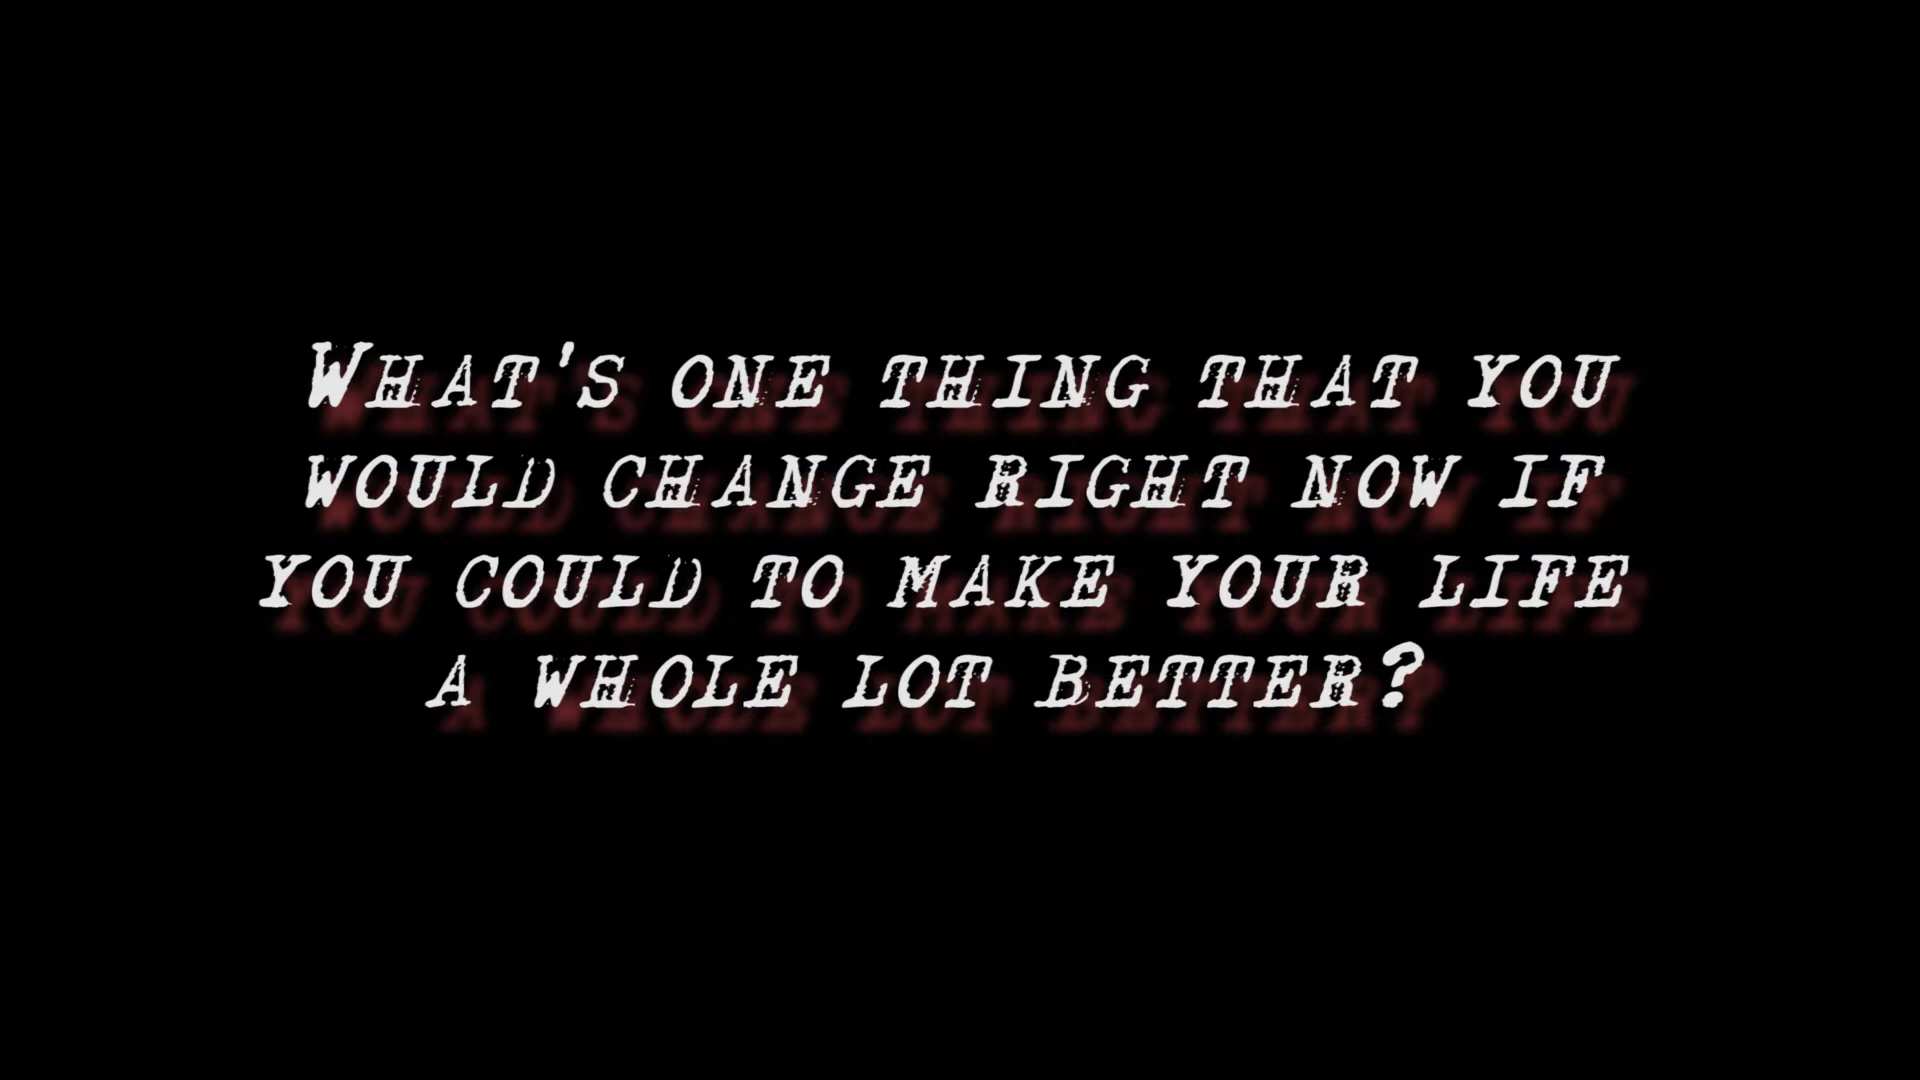 What's one thing that you
would change right now if
you could to make your life
a whole lot better?